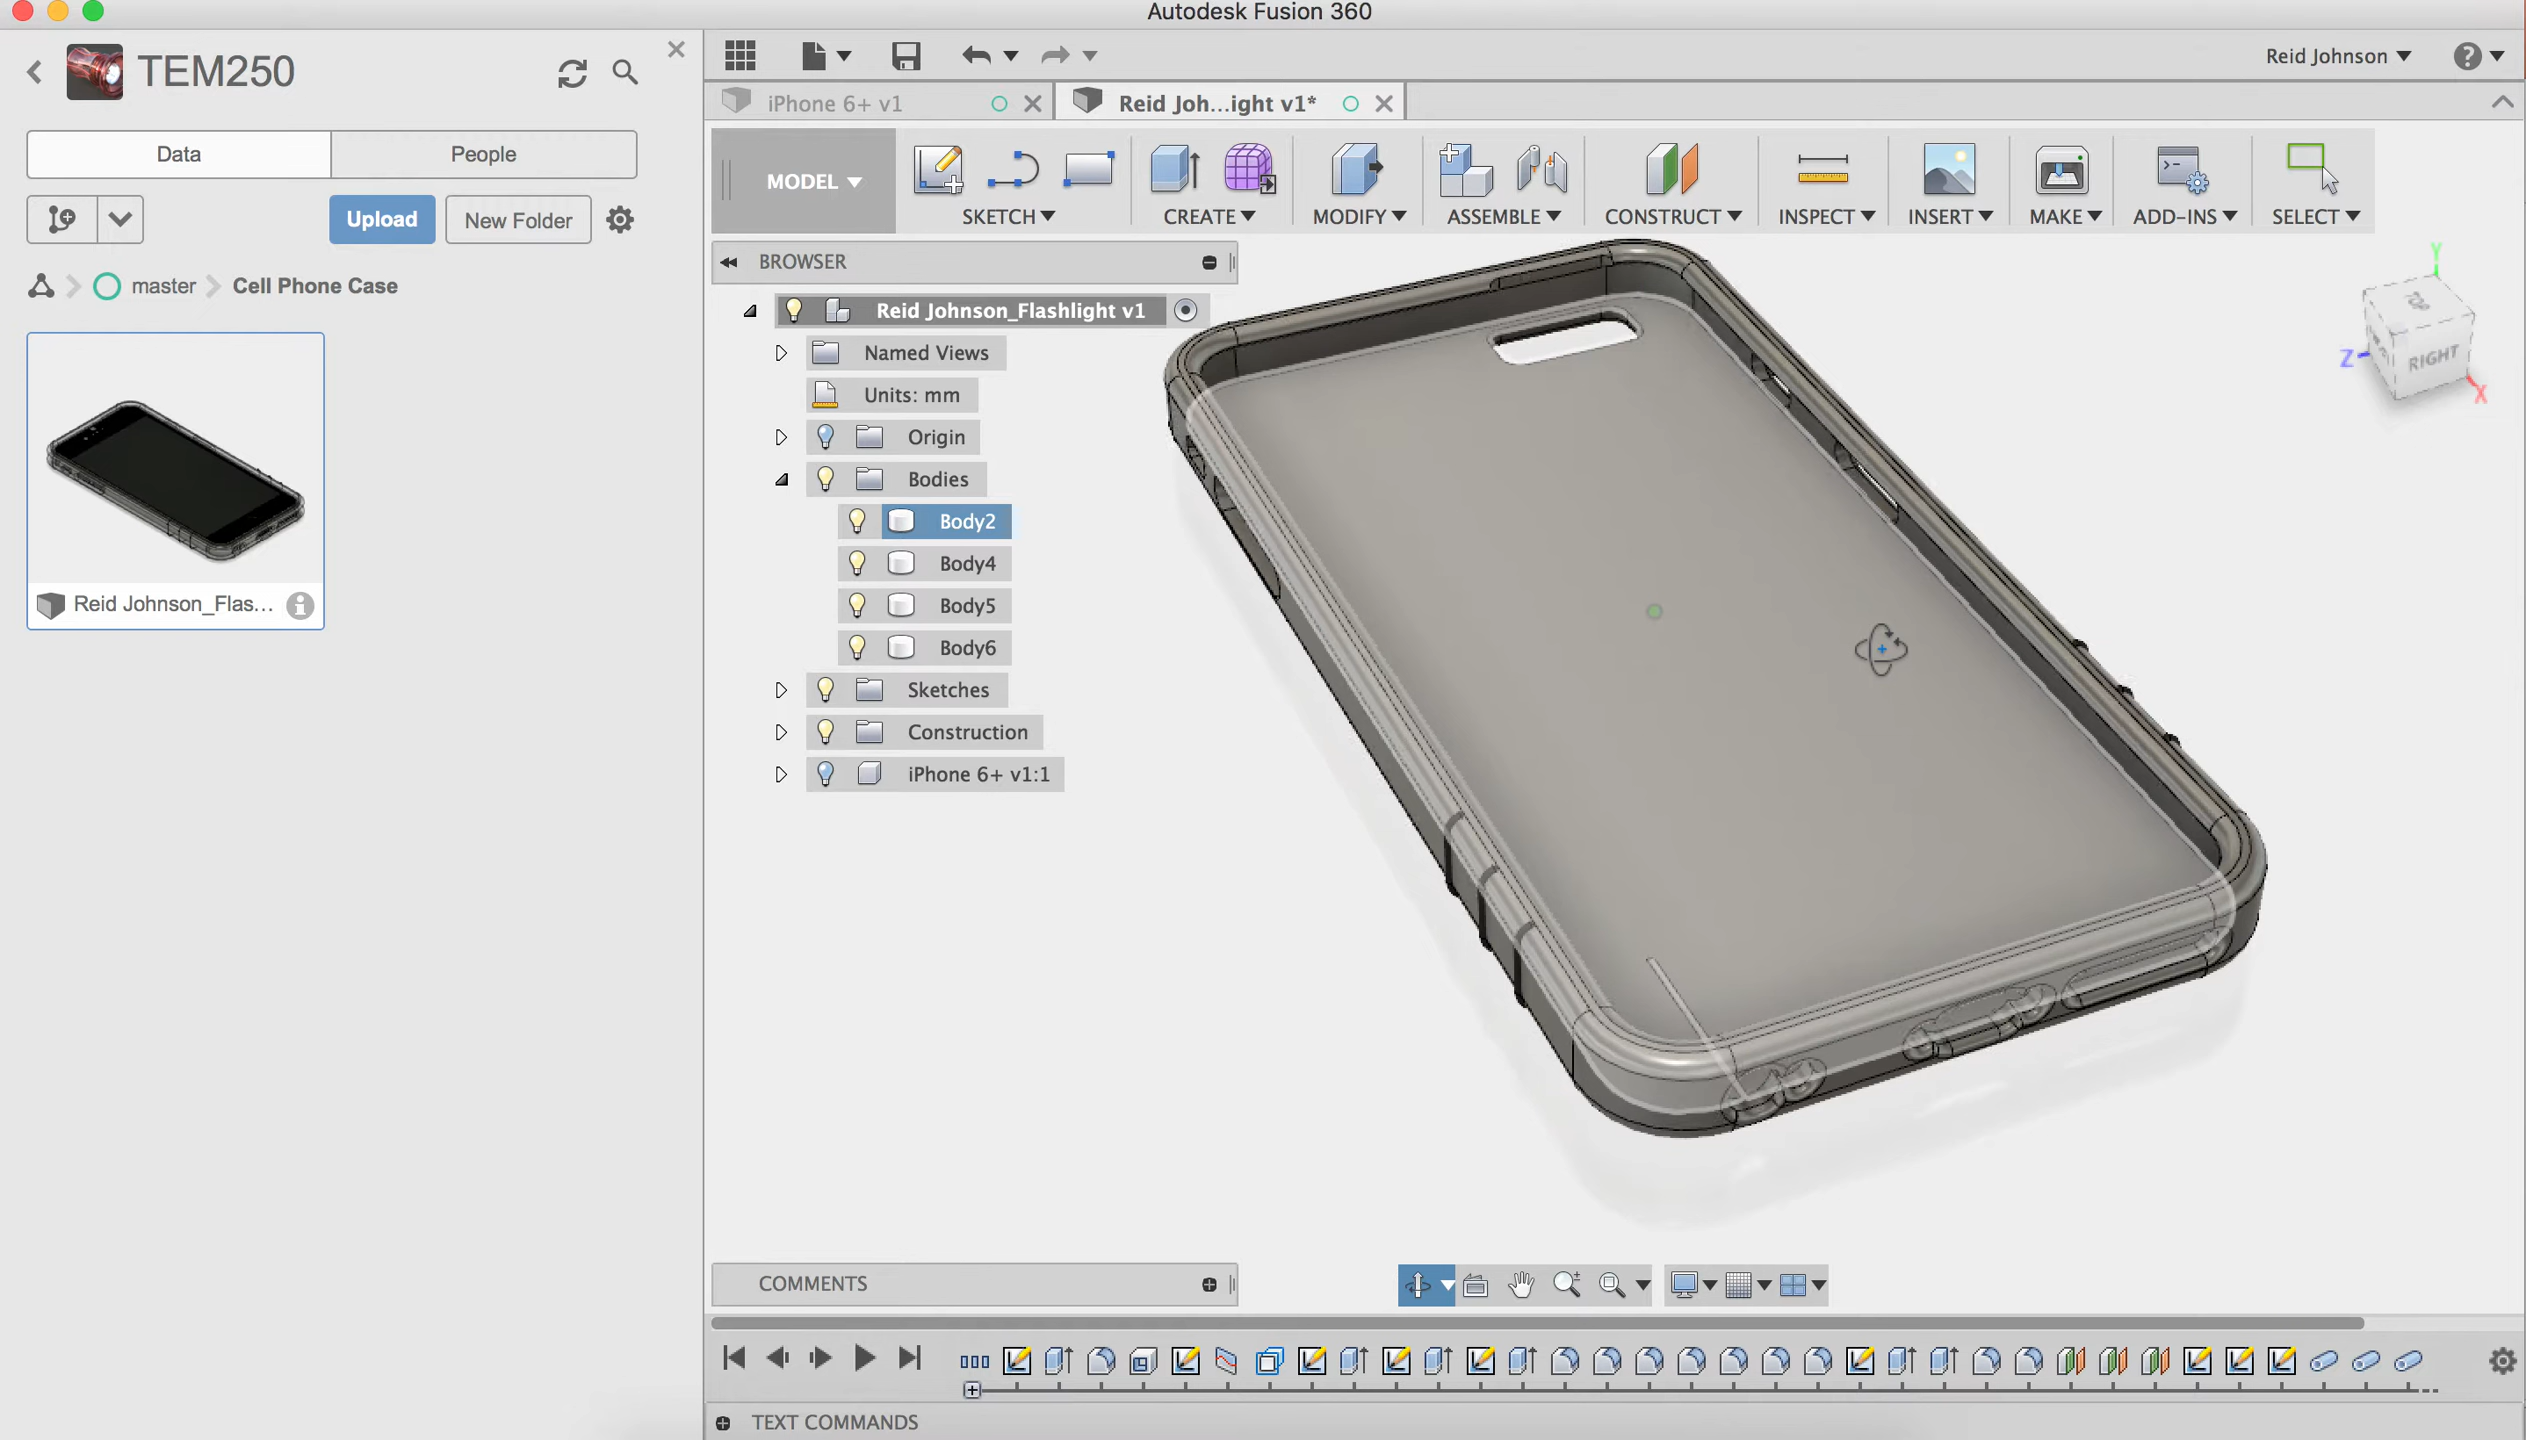 Autodesk Fusion 360
TEM250
Data
People
Upload
New Folder
master
Cell Phone Case
Reid Johnson_Flas...
Reid Johnson
iPhone 6+ v1
Reid Joh...ight v1*
MODEL
SKETCH
CREATE
MODIFY
ASSEMBLE
CONSTRUCT
INSPECT
INSERT
MAKE
ADD-INS
SELECT
BROWSER
Reid Johnson_Flashlight v1
Named Views
Units: mm
Origin
Bodies
Body2
Body4
Body5
Body6
Sketches
Construction
iPhone 6+ v1:1
Y
Z
X
RIGHT
COMMENTS
TEXT COMMANDS